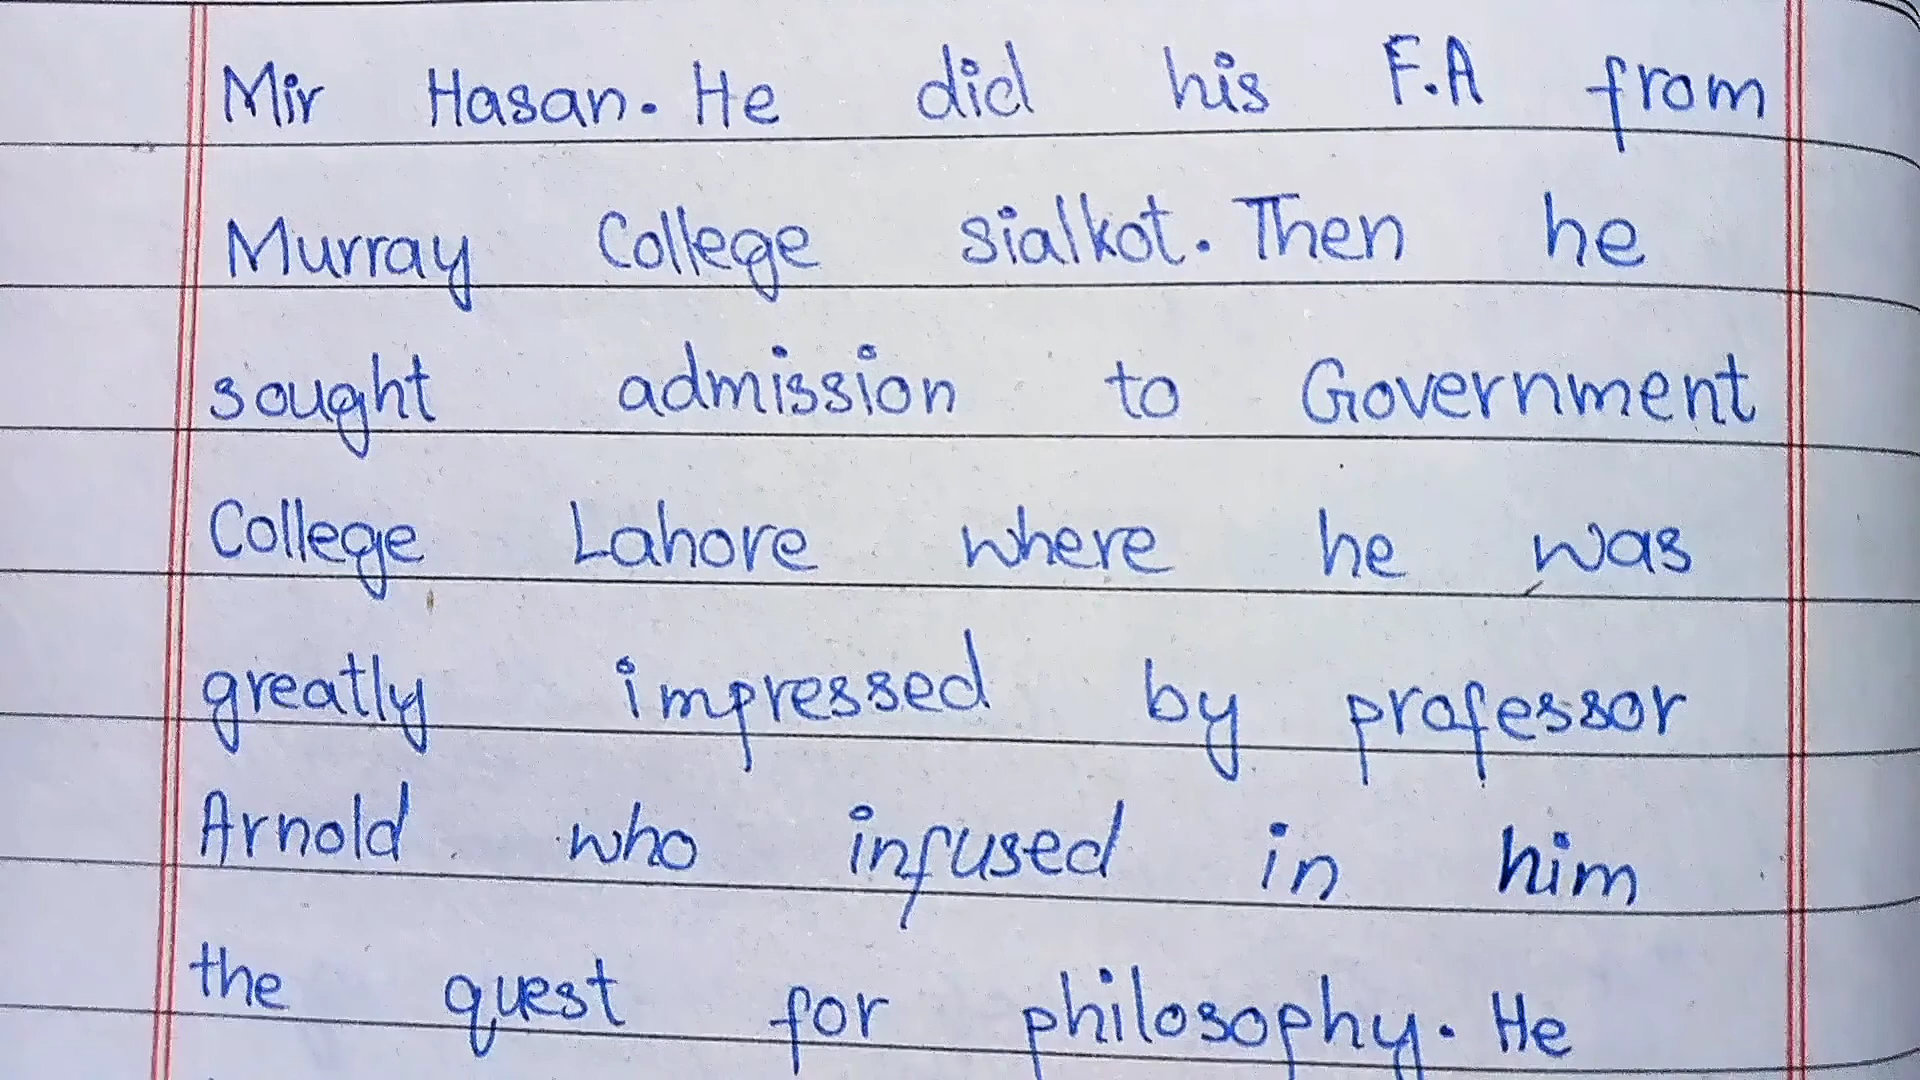 Mir Hasan. He did his F.A from
Murray College sialkot. Then he
sought admission to Government
College Lahore where he was
greatly impressed by professor
Arnold who infused in him
the quest for philosophy. He